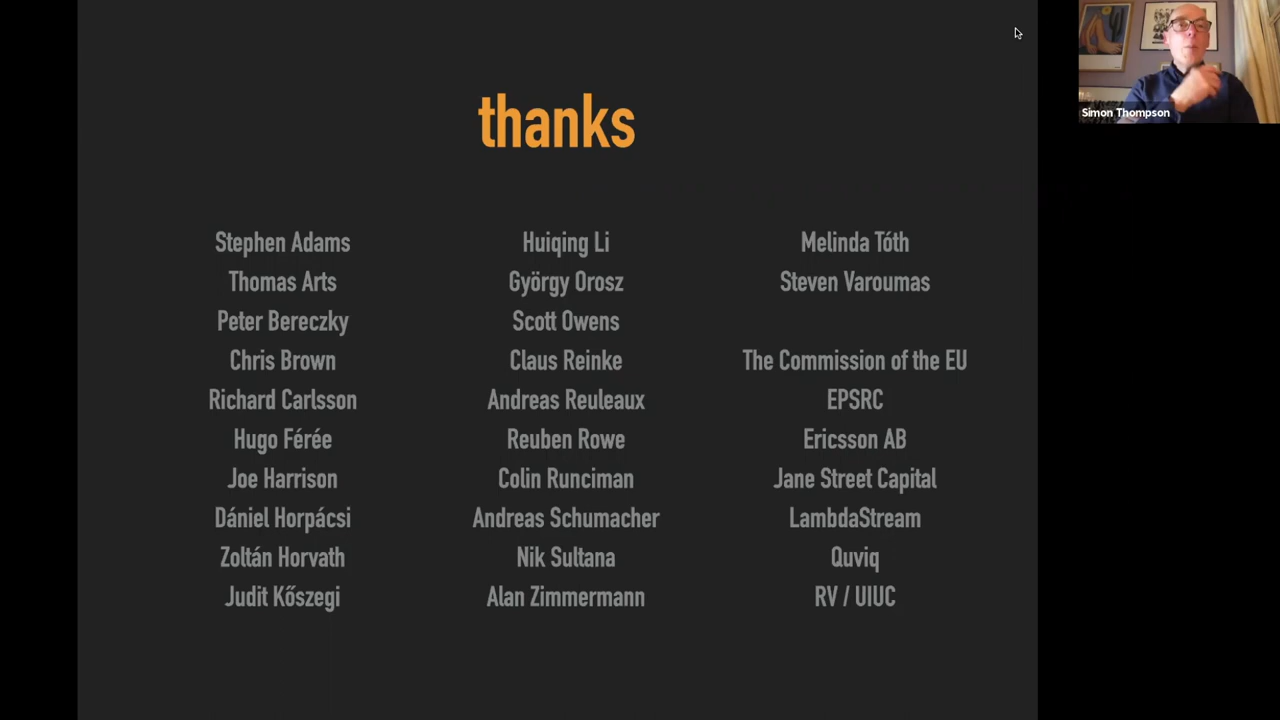 thanks
Stephen Adams
Thomas Arts
Peter Bereczky
Chris Brown
Richard Carlsson
Hugo Férée
Joe Harrison
Dániel Horpácsi
Zoltán Horvath
Judit Kőszegi
Huiqing Li
György Orosz
Scott Owens
Claus Reinke
Andreas Reuleaux
Reuben Rowe
Colin Runciman
Andreas Schumacher
Nik Sultana
Alan Zimmermann
Melinda Tóth
Steven Varoumas
The Commission of the EU
EPSRC
Ericsson AB
Jane Street Capital
LambdaStream
Quviq
RV / UIUC
Simon Thompson